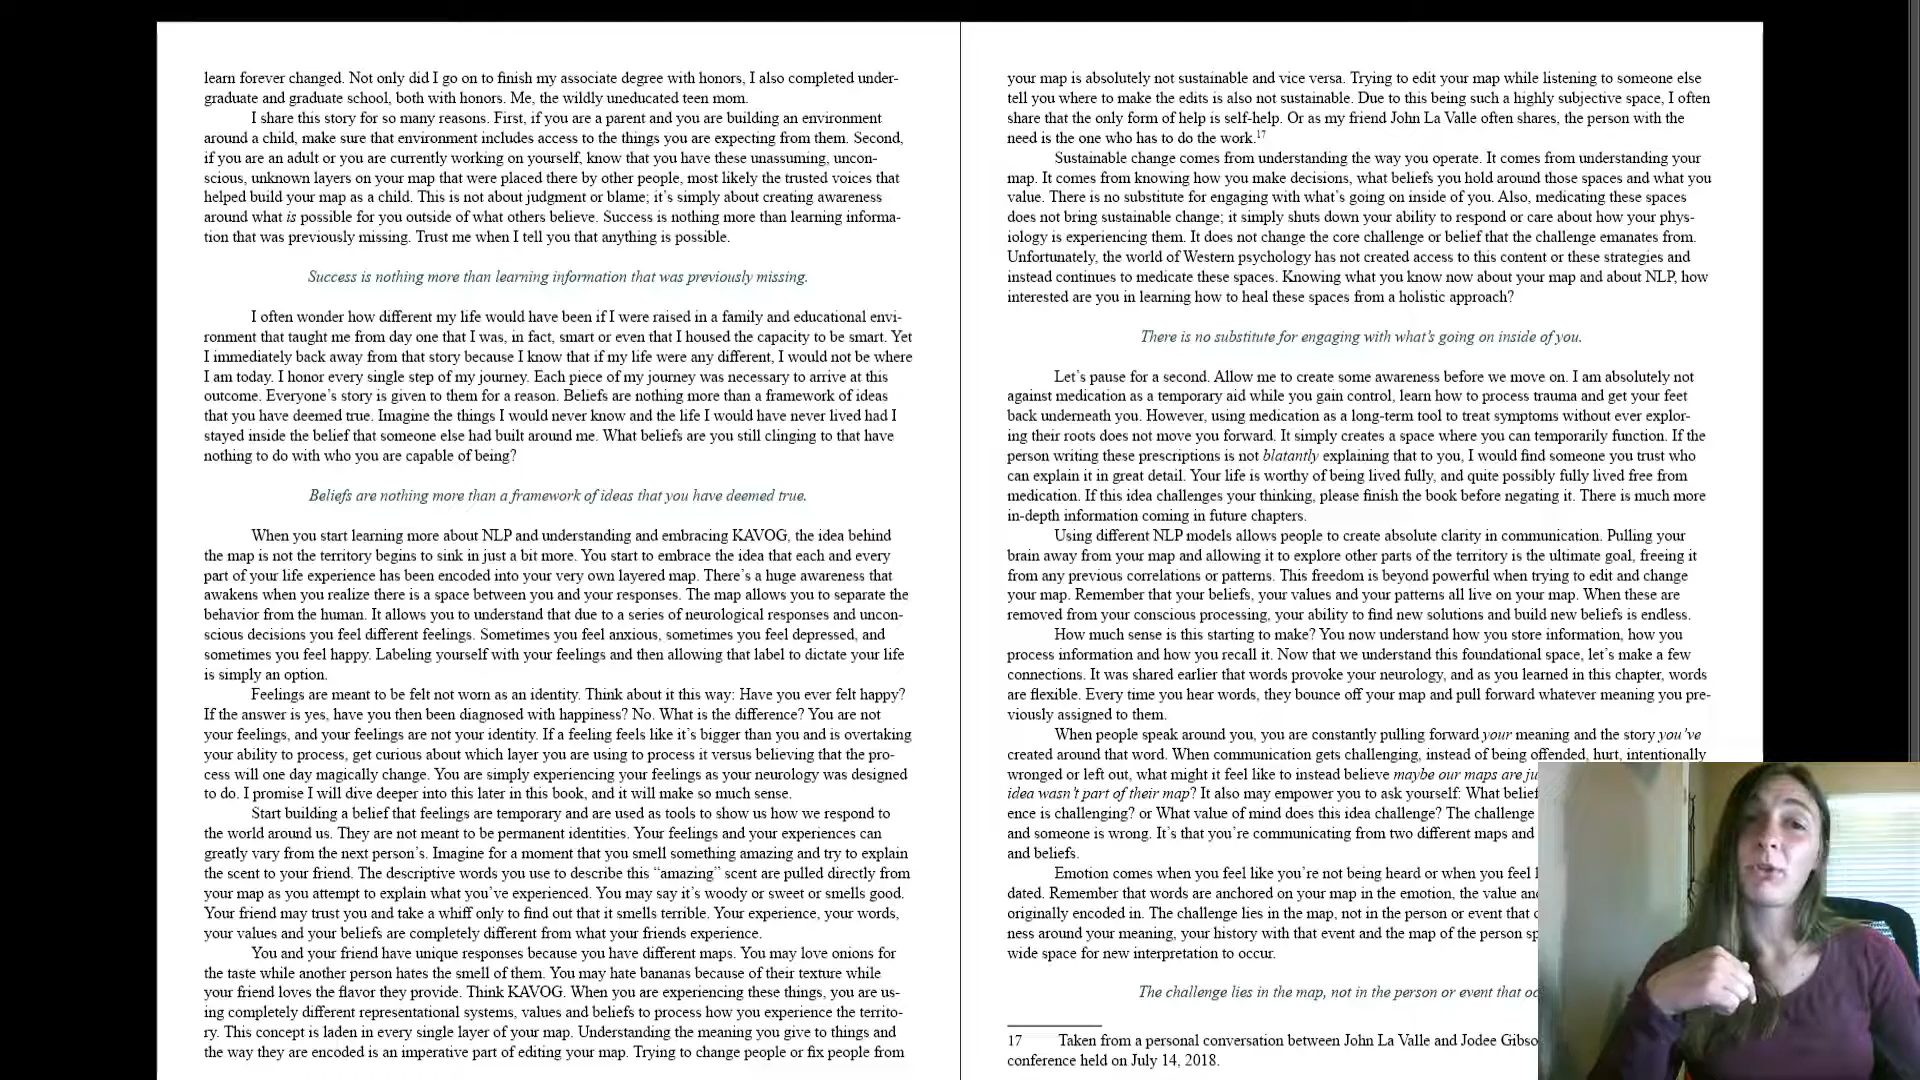 learn forever changed. Not only did I go on to finish my associate degree with honors, I also completed under-
graduate and graduate school, both with honors. Me, the wildly uneducated teen mom.
I share this story for so many reasons. First, if you are a parent and you are building an environment
around a child, make sure that environment includes access to the things you are expecting from them. Second,
if you are an adult or you are currently working on yourself, know that you have these unassuming, uncon-
scious, unknown layers on your map that were placed there by other people, most likely the trusted voices that
helped build your map as a child. This is not about judgment or blame; it's simply about creating awareness
around what is possible for you outside of what others believe. Success is nothing more than learning informa-
tion that was previously missing. Trust me when I tell you that anything is possible.
Success is nothing more than learning information that was previously missing.
I often wonder how different my life would have been if I were raised in a family and educational envi-
ronment that taught me from day one that I was, in fact, smart or even that I housed the capacity to be smart. Yet
I immediately back away from that story because I know that if my life were any different, I would not be where
I am today. I honor every single step of my journey. Each piece of my journey was necessary to arrive at this
outcome. Everyone's story is given to them for a reason. Beliefs are nothing more than a framework of ideas
that you have deemed true. Imagine the things I would never know and the life I would have never lived had I
stayed inside the belief that someone else had built around me. What beliefs are you still clinging to that have
nothing to do with who you are capable of being?
Beliefs are nothing more than a framework of ideas that you have deemed true.
When you start learning more about NLP and understanding and embracing KAVOG, the idea behind
the map is not the territory begins to sink in just a bit more. You start to embrace the idea that each and every
part of your life experience has been encoded into your very own layered map. There's a huge awareness that
awakens when you realize there is a space between you and your responses. The map allows you to separate the
behavior from the human. It allows you to understand that due to a series of neurological responses and uncon-
scious decisions you feel different feelings. Sometimes you feel anxious, sometimes you feel depressed, and
sometimes you feel happy. Labeling yourself with your feelings and then allowing that label to dictate your life
is simply an option.
Feelings are meant to be felt not worn as an identity. Think about it this way: Have you ever felt happy?
If the answer is yes, have you then been diagnosed with happiness? No. What is the difference? You are not
your feelings, and your feelings are not your identity. If a feeling feels like it's bigger than you and is overtaking
your ability to process, get curious about which layer you are using to process it versus believing that the pro-
cess will one day magically change. You are simply experiencing your feelings as your neurology was designed
to do. I promise I will dive deeper into this later in this book, and it will make so much sense.
Start building a belief that feelings are temporary and are used as tools to show us how we respond to
the world around us. They are not meant to be permanent identities. Your feelings and your experiences can
greatly vary from the next person's. Imagine for a moment that you smell something amazing and try to explain
the scent to your friend. The descriptive words you use to describe this "amazing" scent are pulled directly from
your map as you attempt to explain what you've experienced. You may say it's woody or sweet or smells good.
Your friend may trust you and take a whiff only to find out that it smells terrible. Your experience, your words,
your values and your beliefs are completely different from what your friends experience.
You and your friend have unique responses because you have different maps. You may love onions for
the taste while another person hates the smell of them. You may hate bananas because of their texture while
your friend loves the flavor they provide. Think KAVOG. When you are experiencing these things, you are us-
ing completely different representational systems, values and beliefs to process how you experience the territo-
ry. This concept is laden in every single layer of your map. Understanding the meaning you give to things and
the way they are encoded is an imperative part of editing your map. Trying to change people or fix people from
your map is absolutely not sustainable and vice versa. Trying to edit your map while listening to someone else
tell you where to make the edits is also not sustainable. Due to this being such a highly subjective space, I often
share that the only form of help is self-help. Or as my friend John La Valle often shares, the person with the
need is the one who has to do the work.17
Sustainable change comes from understanding the way you operate. It comes from understanding your
map. It comes from knowing how you make decisions, what beliefs you hold around those spaces and what you
value. There is no substitute for engaging with what's going on inside of you. Also, medicating these spaces
does not bring sustainable change; it simply shuts down your ability to respond or care about how your phys-
iology is experiencing them. It does not change the core challenge or belief that the challenge emanates from.
Unfortunately, the world of Western psychology has not created access to this content or these strategies and
instead continues to medicate these spaces. Knowing what you know now about your map and about NLP, how
interested are you in learning how to heal these spaces from a holistic approach?
There is no substitute for engaging with what's going on inside of you.
Let's pause for a second. Allow me to create some awareness before we move on. I am absolutely not
against medication as a temporary aid while you gain control, learn how to process trauma and get your feet
back underneath you. However, using medication as a long-term tool to treat symptoms without ever explor-
ing their roots does not move you forward. It simply creates a space where you can temporarily function. If the
person writing these prescriptions is not blatantly explaining that to you, I would find someone you trust who
can explain it in great detail. Your life is worthy of being lived fully, and quite possibly fully lived free from
medication. If this idea challenges your thinking, please finish the book before negating it. There is much more
in-depth information coming in future chapters.
Using different NLP models allows people to create absolute clarity in communication. Pulling your
brain away from your map and allowing it to explore other parts of the territory is the ultimate goal, freeing it
from any previous correlations or patterns. This freedom is beyond powerful when trying to edit and change
your map. Remember that your beliefs, your values and your patterns all live on your map. When these are
removed from your conscious processing, your ability to find new solutions and build new beliefs is endless.
How much sense is this starting to make? You now understand how you store information, how you
process information and how you recall it. Now that we understand this foundational space, let's make a few
connections. It was shared earlier that words provoke your neurology, and as you learned in this chapter, words
are flexible. Every time you hear words, they bounce off your map and pull forward whatever meaning you pre-
viously assigned to them.
When people speak around you, you are constantly pulling forward your meaning and the story you've
created around that word. When communication gets challenging, instead of being offended, hurt, intentionally
wronged or left out, what might it feel like to instead believe maybe our maps are
idea wasn't part of their map? It also may empower you to ask yourself: What
ence is challenging? or What value of mind does this idea challenge? The challenge
and someone is wrong. It's that you're communicating from two different maps and
and beliefs.
Emotion comes when you feel like you're not being heard or when you feel
dated. Remember that words are anchored on your map in the emotion, the value
originally encoded in. The challenge lies in the map, not in the person or event that
ness around your meaning, your history with that event and the map of the person
wide space for new interpretation to occur.
The challenge lies in the map, not in the person or event that
17 Taken from a personal conversation between John La Valle and Jodee
conference held on July 14, 2018.